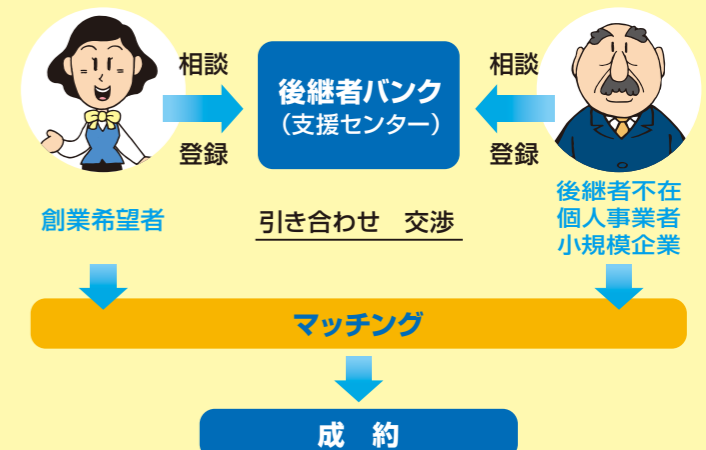 相談
登録
後継者バンク
（支援センター）
相談
登録
創業希望者
引き合わせ　交渉
後継者不在
個人事業者
小規模企業
マッチング
成　約